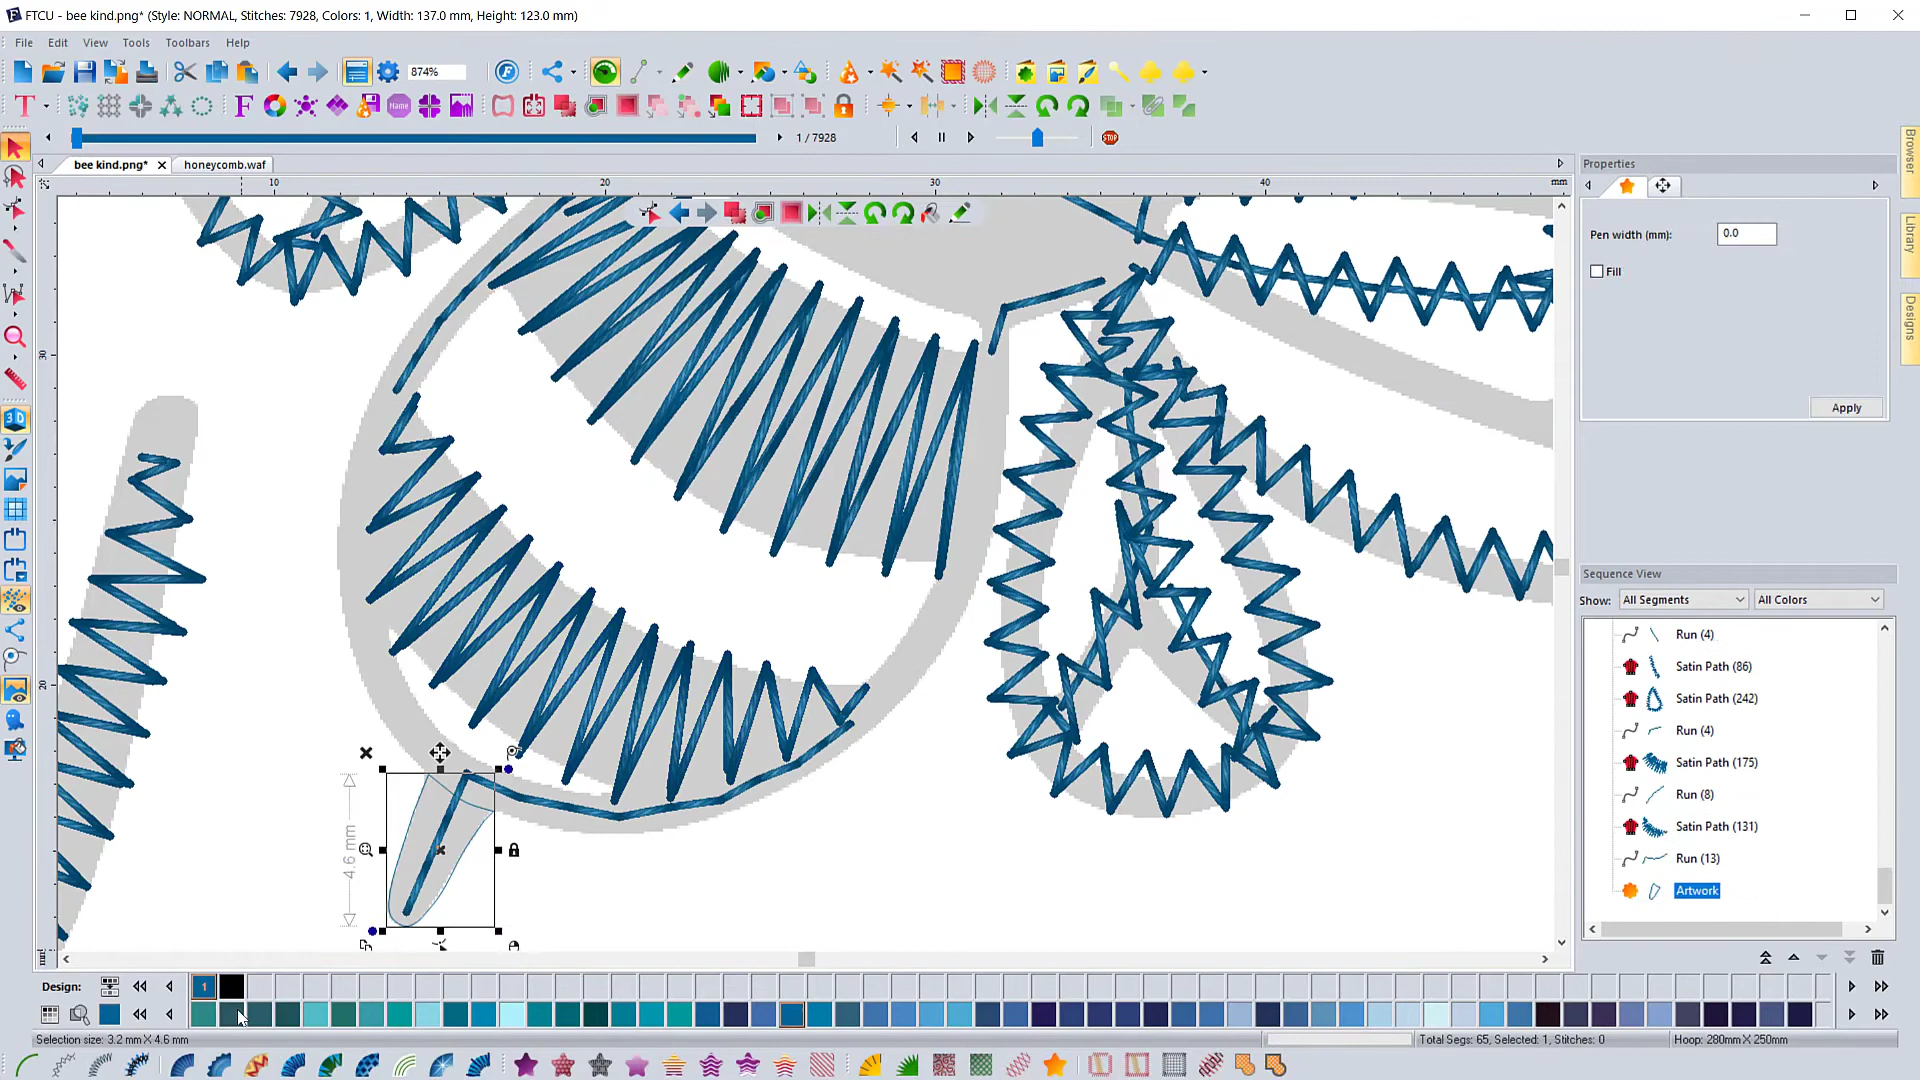 FTCU - bee kind.png* (Style: NORMAL, Stitches: 7928, Colors: 1, Width: 137.0 mm, Height: 123.0 mm)
File Edit View Tools Toolbars Help
874%
Name
1 / 7928
STOP
bee kind.png* honeycomb.waf
10 20 30 40 mm
30
20
4.6 mm
Properties
Pen width (mm): 0.0
Fill
Apply
Browser
Library
Designs
Sequence View
Show: All Segments All Colors
Run (4)
Satin Path (86)
Satin Path (242)
Run (4)
Satin Path (175)
Run (8)
Satin Path (131)
Run (13)
Artwork
Design: 1
Selection size: 3.2 mm X 4.6 mm
Total Segs: 65, Selected: 1, Stitches: 0
Hoop: 280mm X 250mm